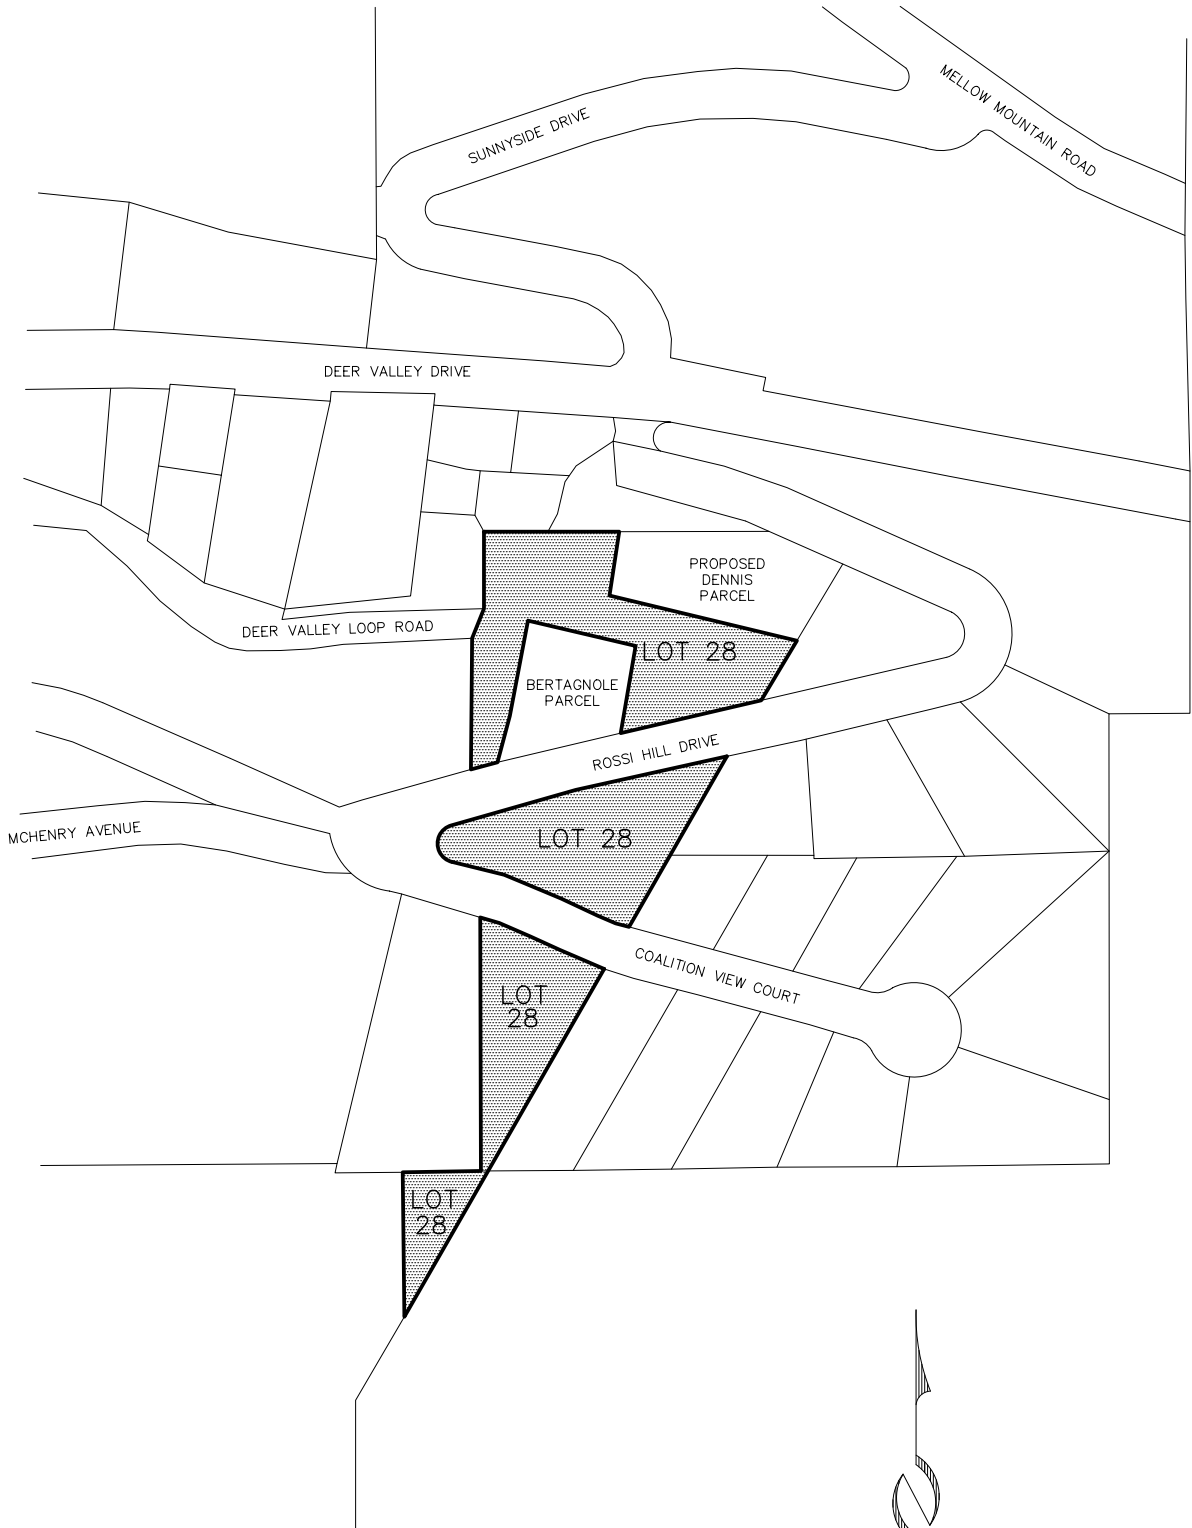 MELLOW MOUNTAIN ROAD
SUNNYSIDE DRIVE
DEER VALLEY DRIVE
PROPOSED
DENNIS
PARCEL
DEER VALLEY LOOP ROAD
LOT 28
BERTAGNOLE
PARCEL
ROSSI HILL DRIVE
MCHENRY AVENUE
LOT 28
COALITION VIEW COURT
LOT
28
LOT
28